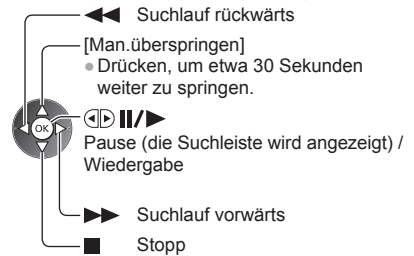 ◀◀ Suchlauf rückwärts
[Man.überspringen]
● Drücken, um etwa 30 Sekunden
weiter zu springen.
OK
Pause (die Suchleiste wird angezeigt) /
Wiedergabe
▶▶ Suchlauf vorwärts
■ Stopp